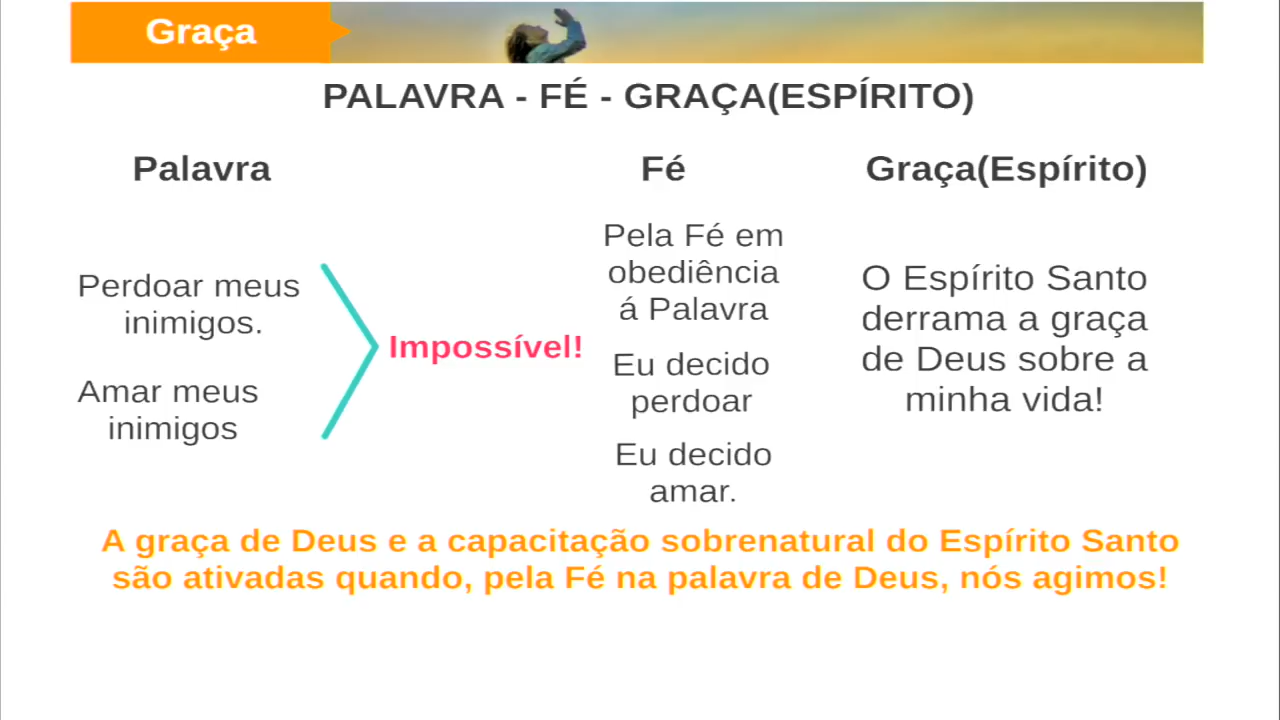 Graça
PALAVRA - FÉ - GRAÇA(ESPÍRITO)
Palavra
Perdoar meus
inimigos.
Amar meus
inimigos
Impossível!
Fé
Pela Fé em
obediência
á Palavra
Eu decido
perdoar
Eu decido
amar.
Graça(Espírito)
O Espírito Santo
derrama a graça
de Deus sobre a
minha vida!
A graça de Deus e a capacitação sobrenatural do Espírito Santo
são ativadas quando, pela Fé na palavra de Deus, nós agimos!